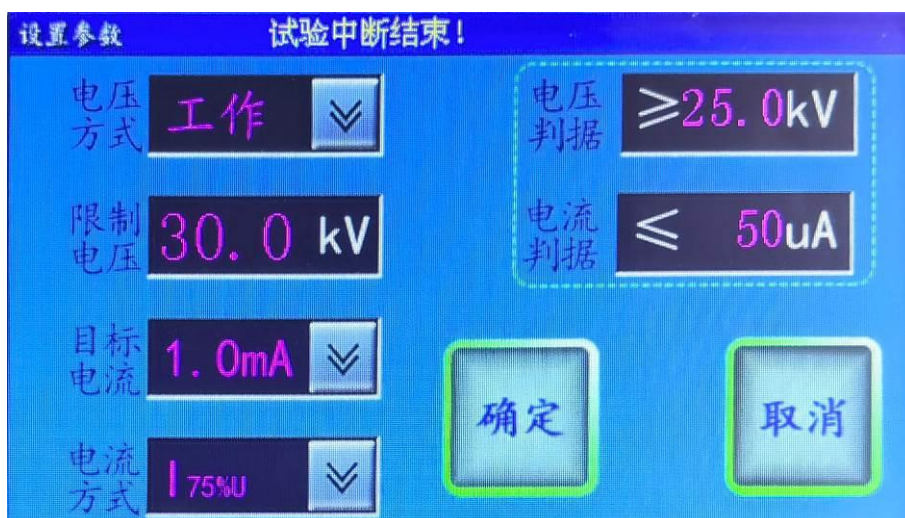 设置参数
试验中断结束!
电压
方式
工作
限制
电压
30.0 kV
目标
电流
1.0mA
电流
方式
I 75%U
电压
判据
≥25.0kV
电流
判据
≤ 50uA
确定
取消